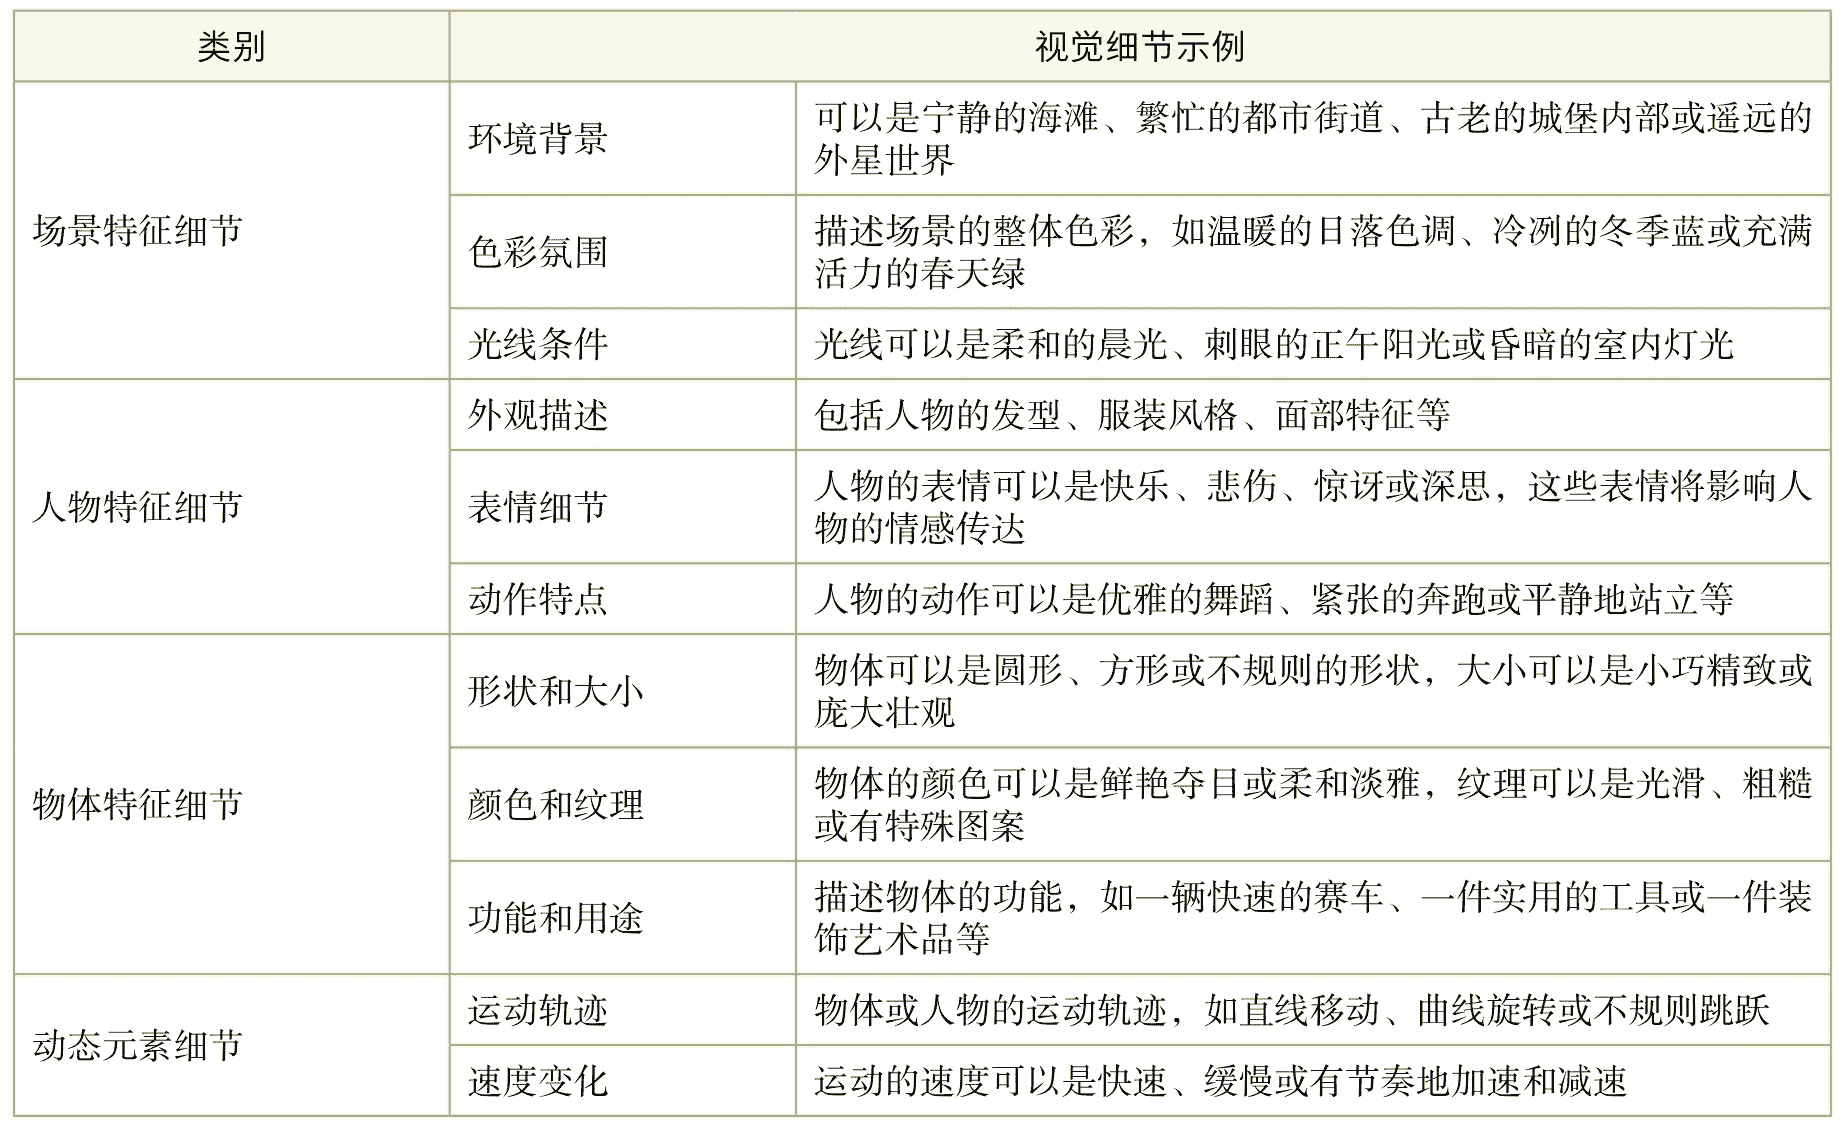 类别
视觉细节示例
场景特征细节
环境背景
可以是宁静的海滩、繁忙的都市街道、古老的城堡内部或遥远的
外星世界
色彩氛围
描述场景的整体色彩，如温暖的日落色调、冷冽的冬季蓝或充满
活力的春天绿
光线条件
光线可以是柔和的晨光、刺眼的正午阳光或昏暗的室内灯光
人物特征细节
外观描述
包括人物的发型、服装风格、面部特征等
表情细节
人物的表情可以是快乐、悲伤、惊讶或深思，这些表情将影响人
物的情感传达
动作特点
人物的动作可以是优雅的舞蹈、紧张的奔跑或平静地站立等
物体特征细节
形状和大小
物体可以是圆形、方形或不规则的形状，大小可以是小巧精致或
庞大壮观
颜色和纹理
物体的颜色可以是鲜艳夺目或柔和淡雅，纹理可以是光滑、粗糙
或有特殊图案
功能和用途
描述物体的功能，如一辆快速的赛车、一件实用的工具或一件装
饰艺术品等
动态元素细节
运动轨迹
物体或人物的运动轨迹，如直线移动、曲线旋转或不规则跳跃
速度变化
运动的速度可以是快速、缓慢或有节奏地加速和减速